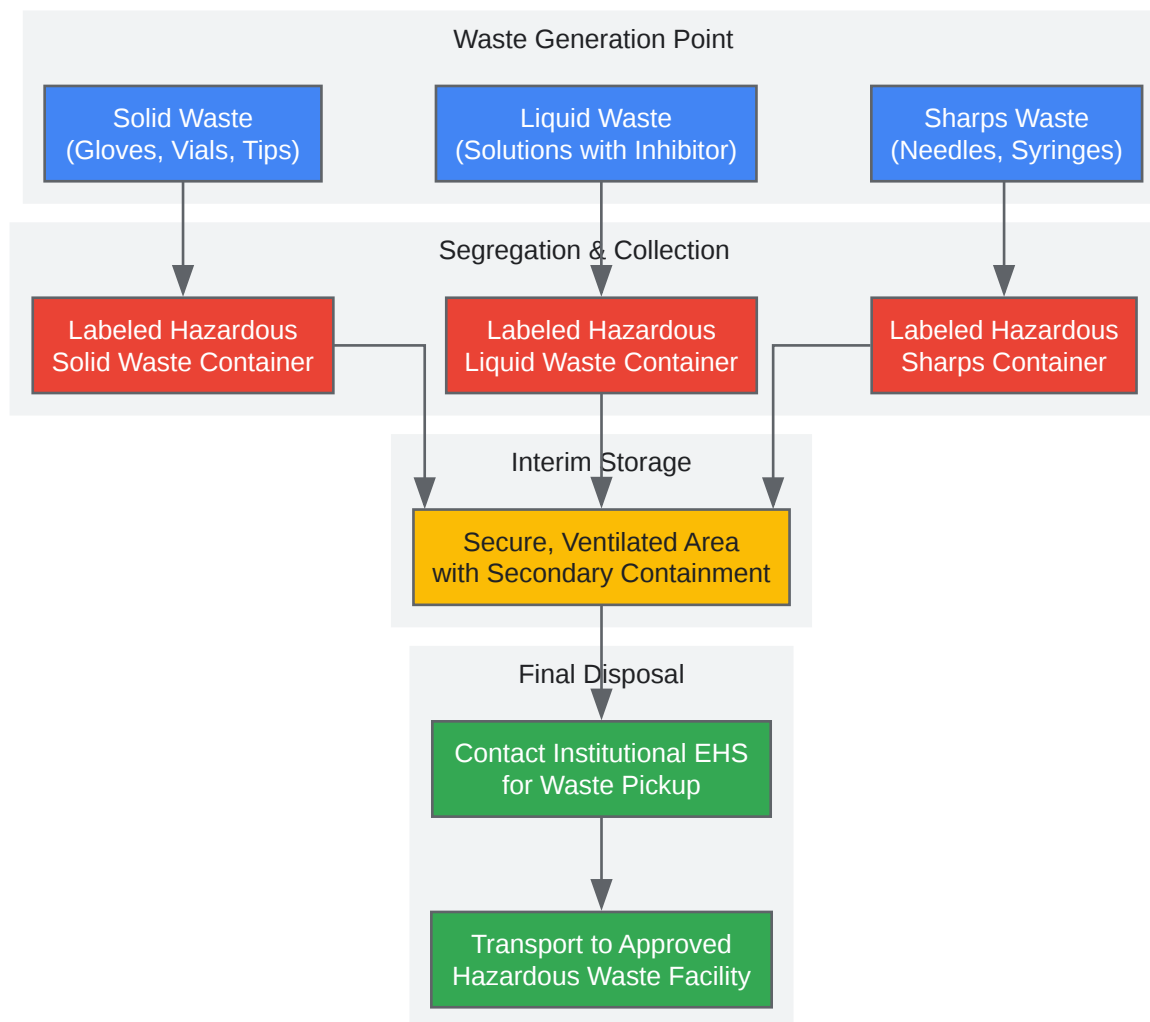 Waste Generation Point
Solid Waste
(Gloves, Vials, Tips)
Liquid Waste
(Solutions with Inhibitor)
Sharps Waste
(Needles, Syringes)
Segregation & Collection
Labeled Hazardous
Solid Waste Container
Labeled Hazardous
Liquid Waste Container
Labeled Hazardous
Sharps Container
Interim Storage
Secure, Ventilated Area
with Secondary Containment
Final Disposal
Contact Institutional EHS
for Waste Pickup
Transport to Approved
Hazardous Waste Facility